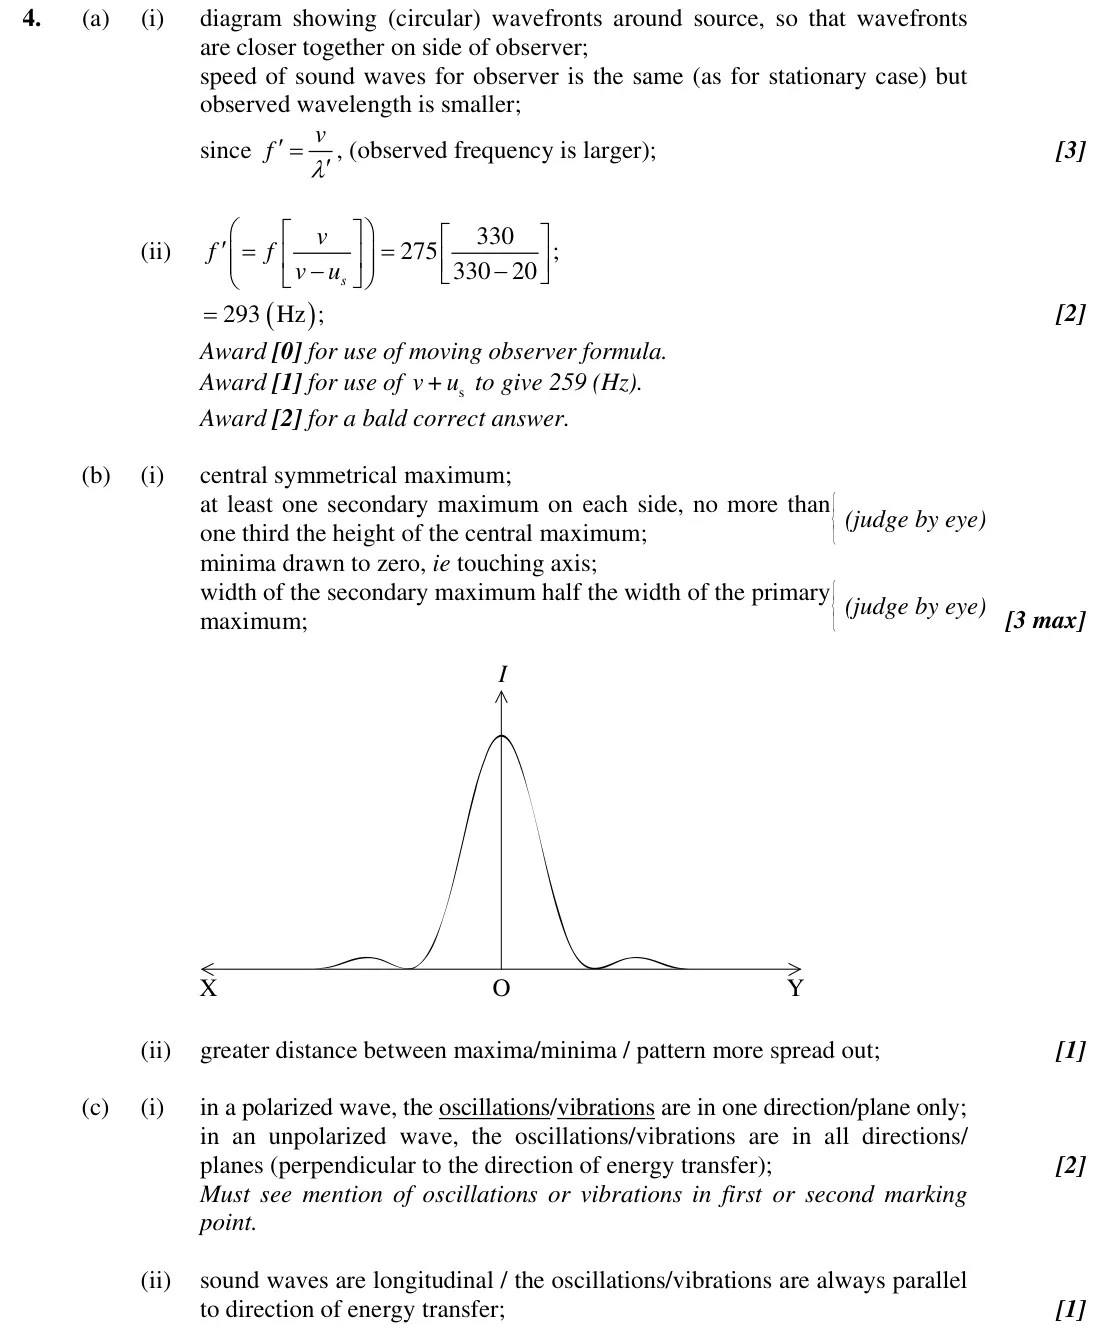 4. (a) (i) diagram showing (circular) wavefronts around source, so that wavefronts
are closer together on side of observer;
speed of sound waves for observer is the same (as for stationary case) but
observed wavelength is smaller;
since f′ = v/λ′, (observed frequency is larger); [3]
(ii) f′(= f[v/(v − uₛ)]) = 275[330/(330 − 20)];
= 293 (Hz); [2]
Award [0] for use of moving observer formula.
Award [1] for use of v + uₛ to give 259 (Hz).
Award [2] for a bald correct answer.
(b) (i) central symmetrical maximum;
at least one secondary maximum on each side, no more than
one third the height of the central maximum; (judge by eye)
minima drawn to zero, ie touching axis;
width of the secondary maximum half the width of the primary
maximum; (judge by eye) [3 max]
I
X O Y
(ii) greater distance between maxima/minima / pattern more spread out; [1]
(c) (i) in a polarized wave, the oscillations/vibrations are in one direction/plane only;
in an unpolarized wave, the oscillations/vibrations are in all directions/
planes (perpendicular to the direction of energy transfer); [2]
Must see mention of oscillations or vibrations in first or second marking
point.
(ii) sound waves are longitudinal / the oscillations/vibrations are always parallel
to direction of energy transfer; [1]